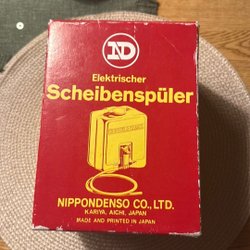 ND
Elektrischer
Scheibenspüler
NIPPONDENSO CO., LTD.
KARIYA, AICHI, JAPAN
MADE AND PRINTED IN JAPAN